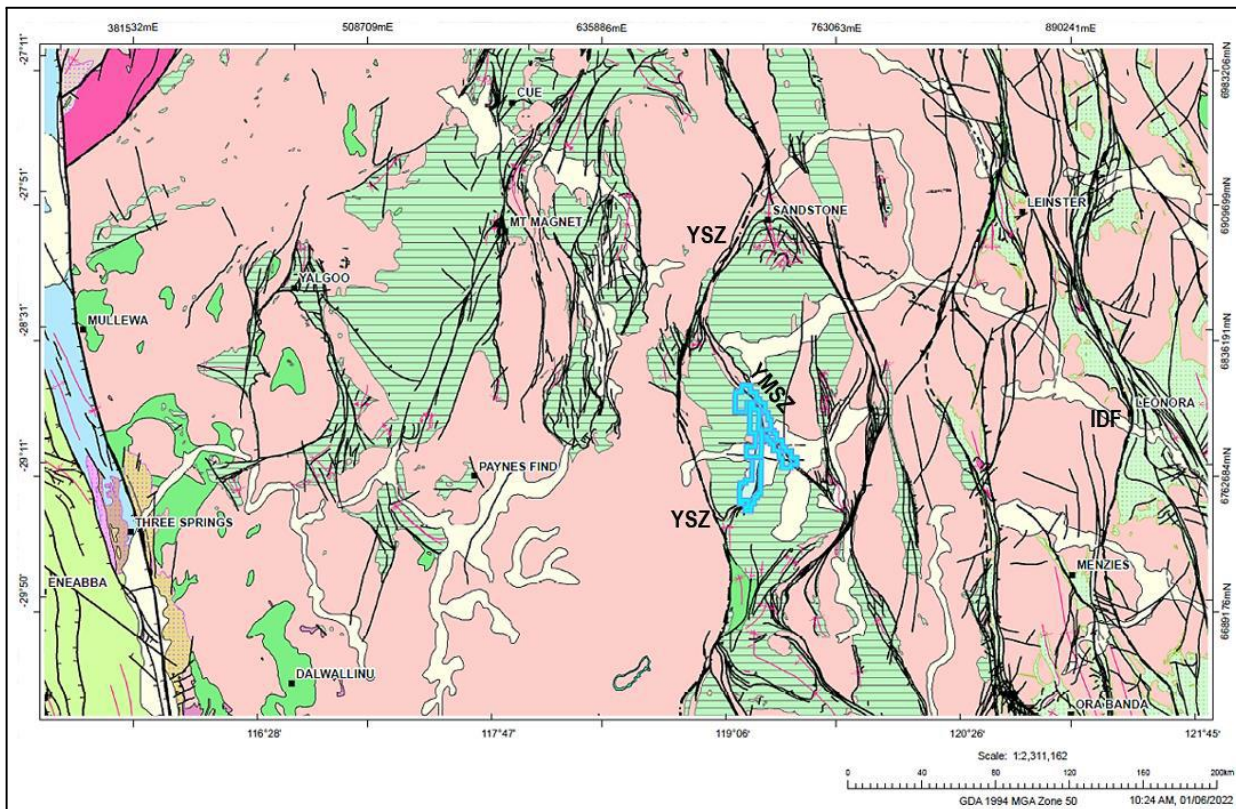 381532mE 508709mE 635886mE 763063mE 890241mE
-27°11'
6983206mN
CUE
-27°51'
6909699mN
LEINSTER
SANDSTONE
MT MAGNET
YSZ
YALGOO
-28°31'
MULLEWA
6836191mN
YMSZ
LEONORA
IDF
-29°11'
PAYNES FIND
6762684mN
YSZ
THREE SPRINGS
MENZIES
ENEABBA
-29°50'
6689176mN
DALWALLINU
ORA BANDA
116°28' 117°47' 119°06' 120°26' 121°45'
Scale: 1:2,311,162
0 40 80 120 160 200km
GDA 1994 MGA Zone 50 10:24 AM, 01/06/2022